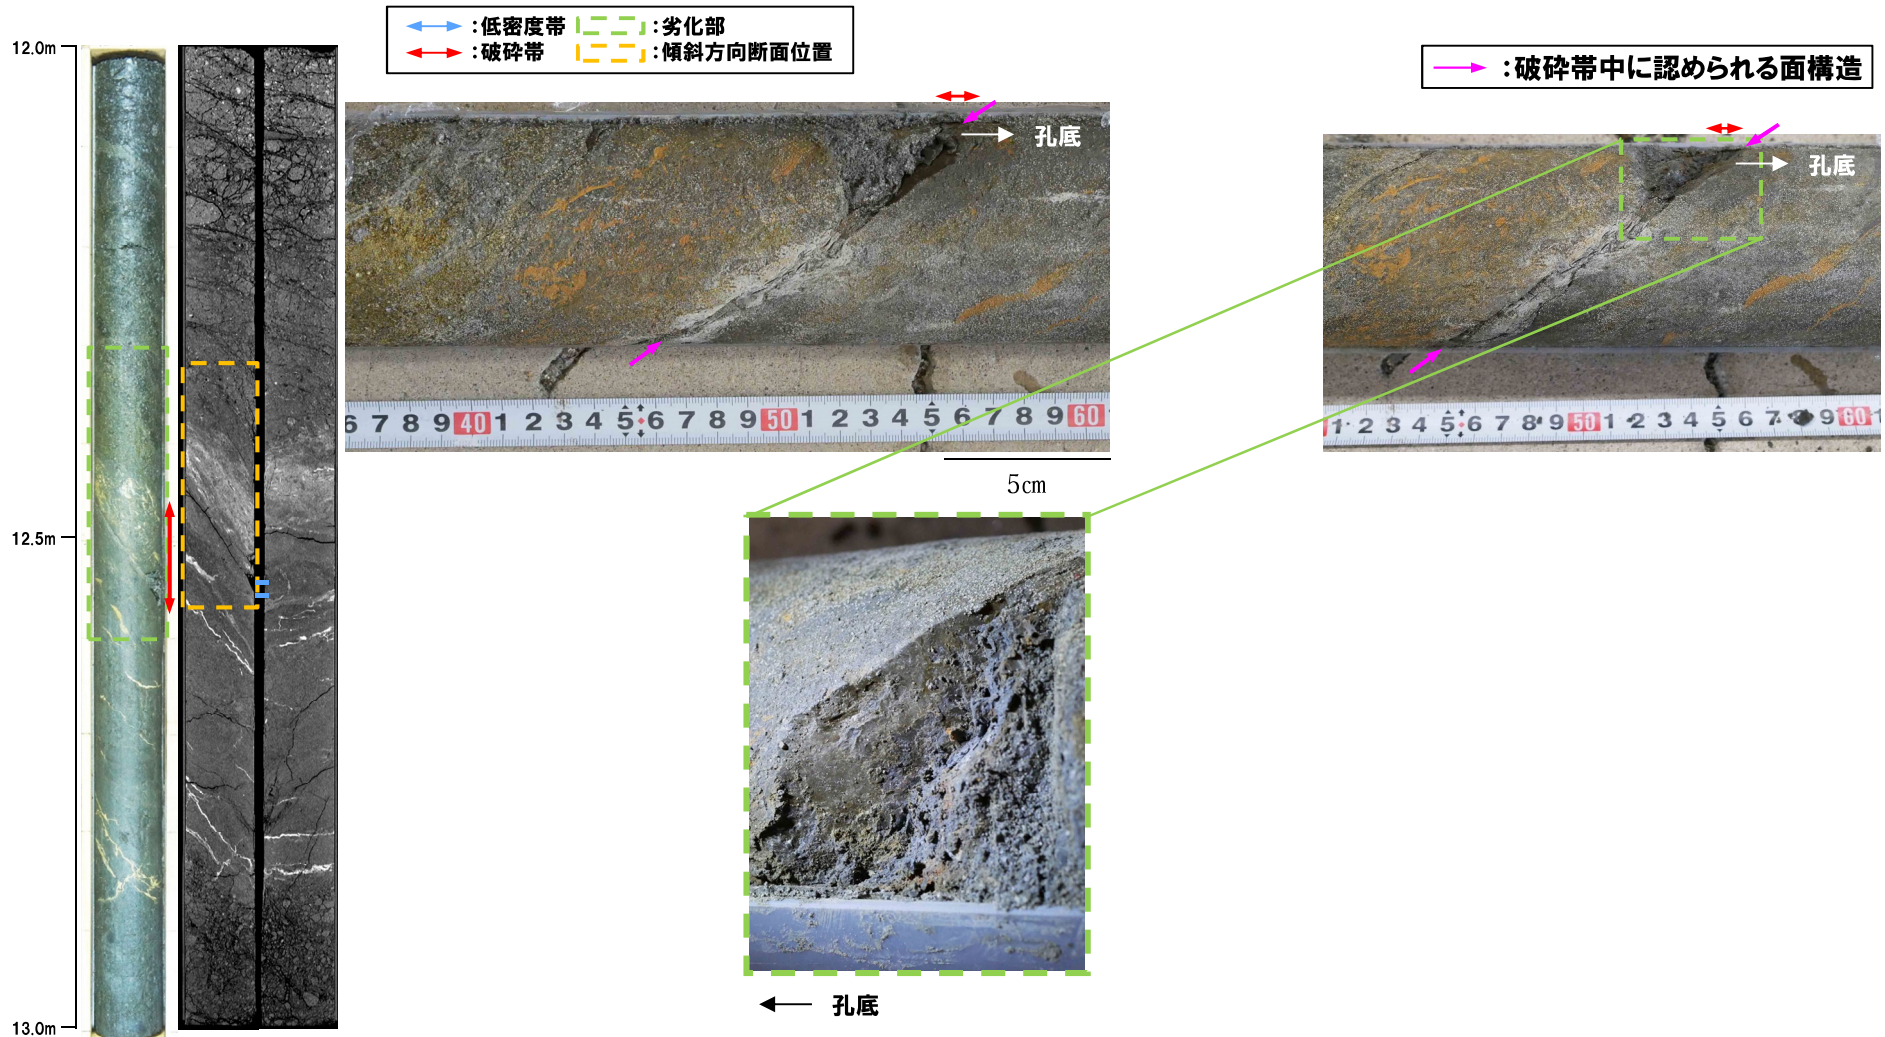 :低密度帯 :劣化部
:破砕帯 :傾斜方向断面位置
:破砕帯中に認められる面構造
12.0m
12.5m
13.0m
孔底
6 7 8 9 40 1 2 3 4 5 6 7 8 9 50 1 2 3 4 5 6 7 8 9 60
5cm
孔底
1 2 3 4 5 6 7 8 9 50 1 2 3 4 5 6 7 9 60 1
孔底